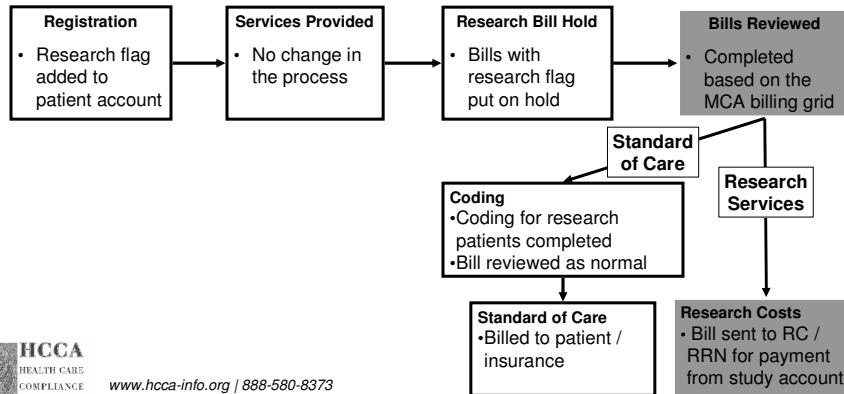 Registration
• Research flag
added to
patient account
Services Provided
• No change in
the process
Research Bill Hold
• Bills with
research flag
put on hold
Bills Reviewed
• Completed
based on the
MCA billing grid
Standard
of Care
Research
Services
Coding
•Coding for research
patients completed
•Bill reviewed as normal
Standard of Care
•Billed to patient /
insurance
Research Costs
• Bill sent to RC /
RRN for payment
from study account
HCCA
HEALTH CARE
COMPLIANCE
www.hcca-info.org | 888-580-8373